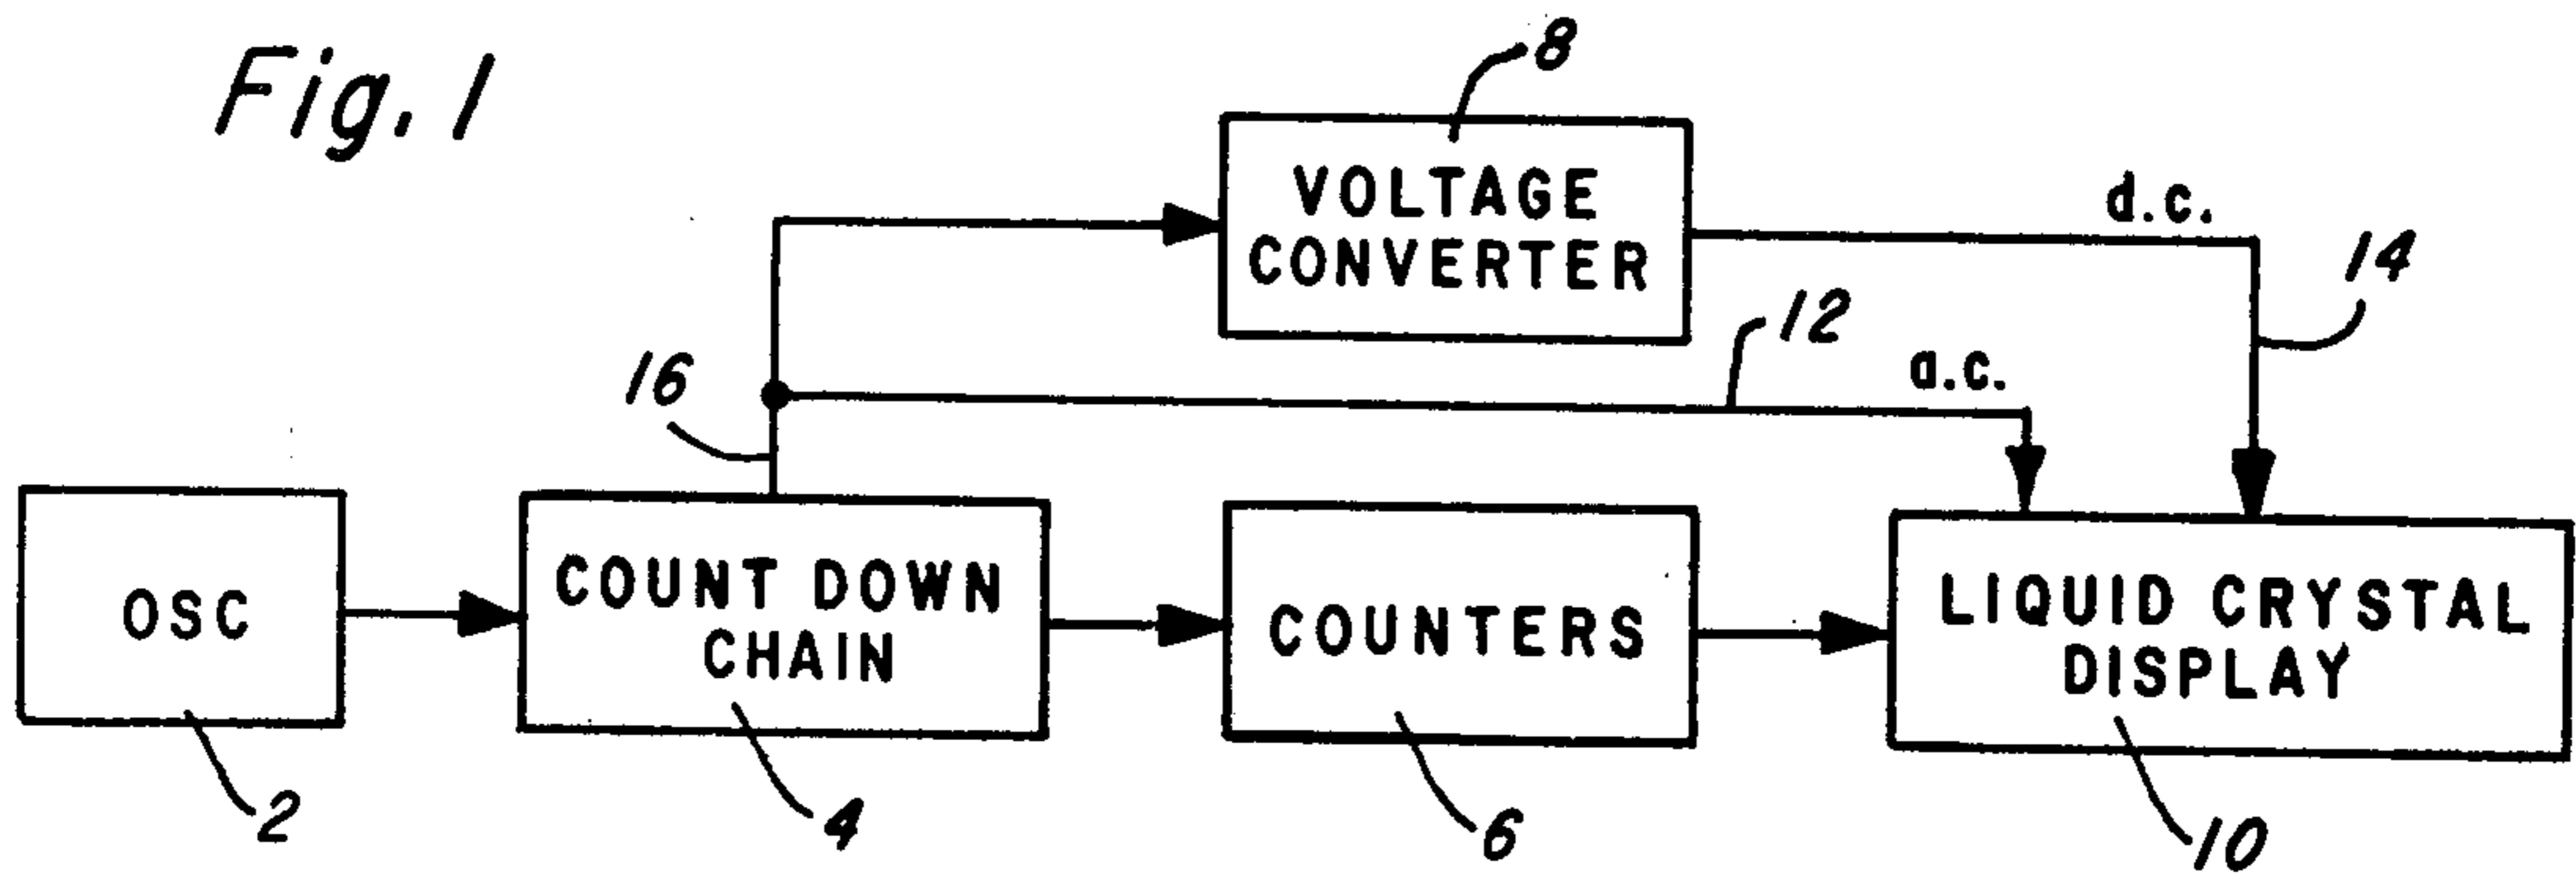 Fig. 1
8
VOLTAGE
CONVERTER
d.c.
14
12
a.c.
16
OSC
COUNT DOWN
CHAIN
COUNTERS
LIQUID CRYSTAL
DISPLAY
2
4
6
10